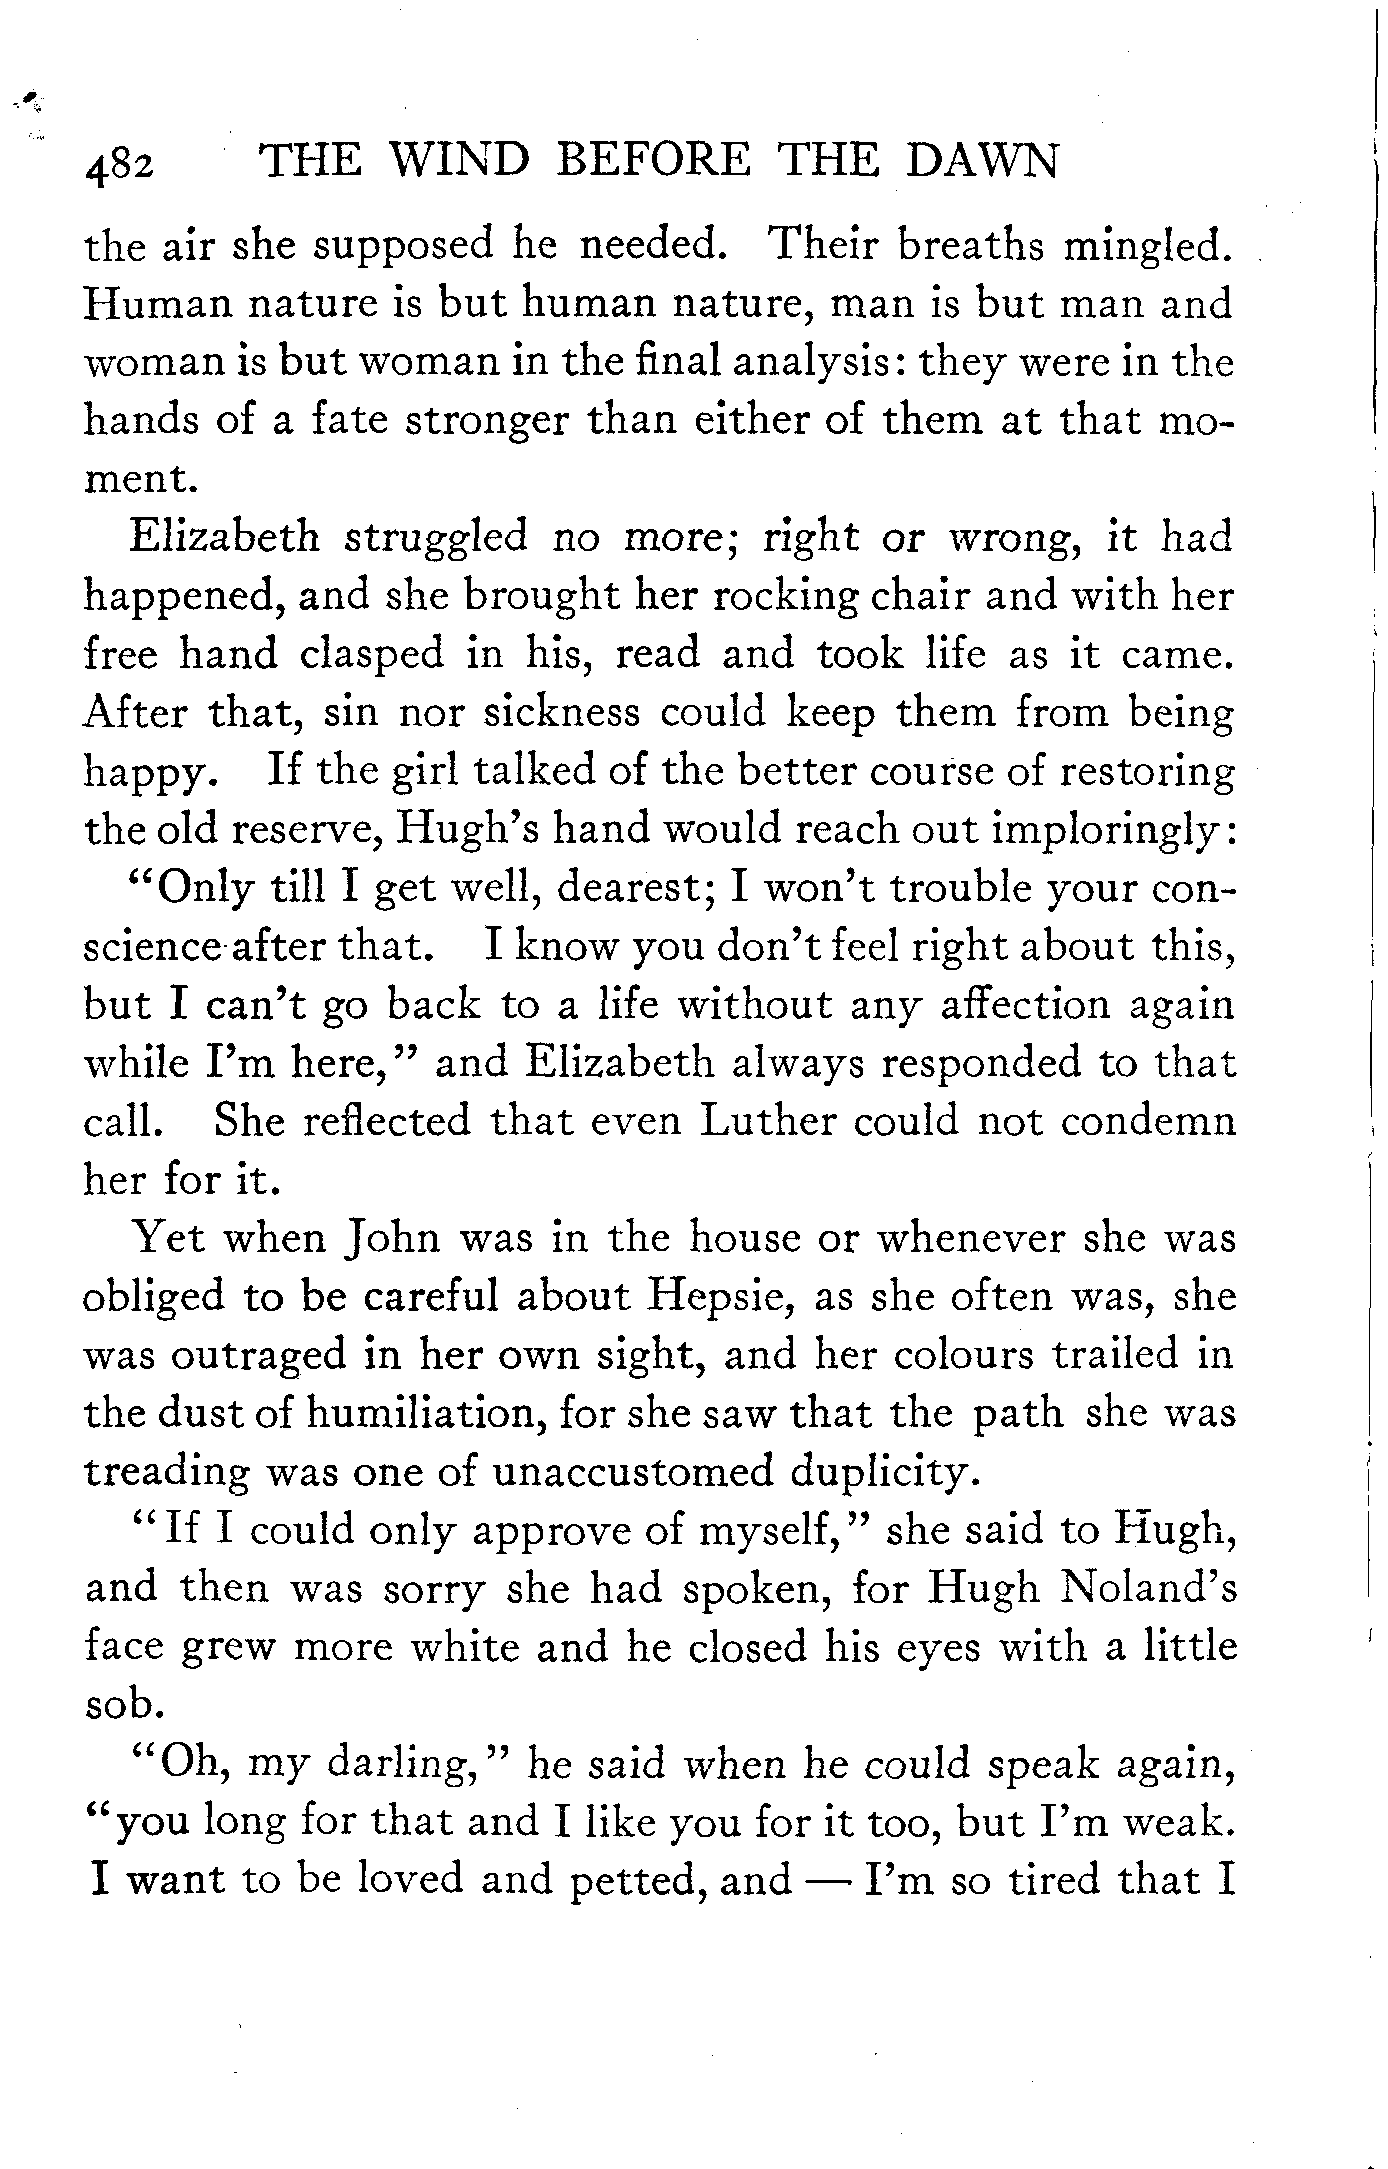 482 THE WIND BEFORE THE DAWN
the air she supposed he needed. Their breaths mingled.
Human nature is but human nature, man is but man and
woman is but woman in the final analysis: they were in the
hands of a fate stronger than either of them at that mo-
ment.
Elizabeth struggled no more; right or wrong, it had
happened, and she brought her rocking chair and with her
free hand clasped in his, read and took life as it came.
After that, sin nor sickness could keep them from being
happy. If the girl talked of the better course of restoring
the old reserve, Hugh's hand would reach out imploringly:
"Only till I get well, dearest; I won't trouble your con-
science after that. I know you don't feel right about this,
but I can't go back to a life without any affection again
while I'm here," and Elizabeth always responded to that
call. She reflected that even Luther could not condemn
her for it.
Yet when John was in the house or whenever she was
obliged to be careful about Hepsie, as she often was, she
was outraged in her own sight, and her colours trailed in
the dust of humiliation, for she saw that the path she was
treading was one of unaccustomed duplicity.
"If I could only approve of myself," she said to Hugh,
and then was sorry she had spoken, for Hugh Noland's
face grew more white and he closed his eyes with a little
sob.
"Oh, my darling," he said when he could speak again,
"you long for that and I like you for it too, but I'm weak.
I want to be loved and petted, and — I'm so tired that I